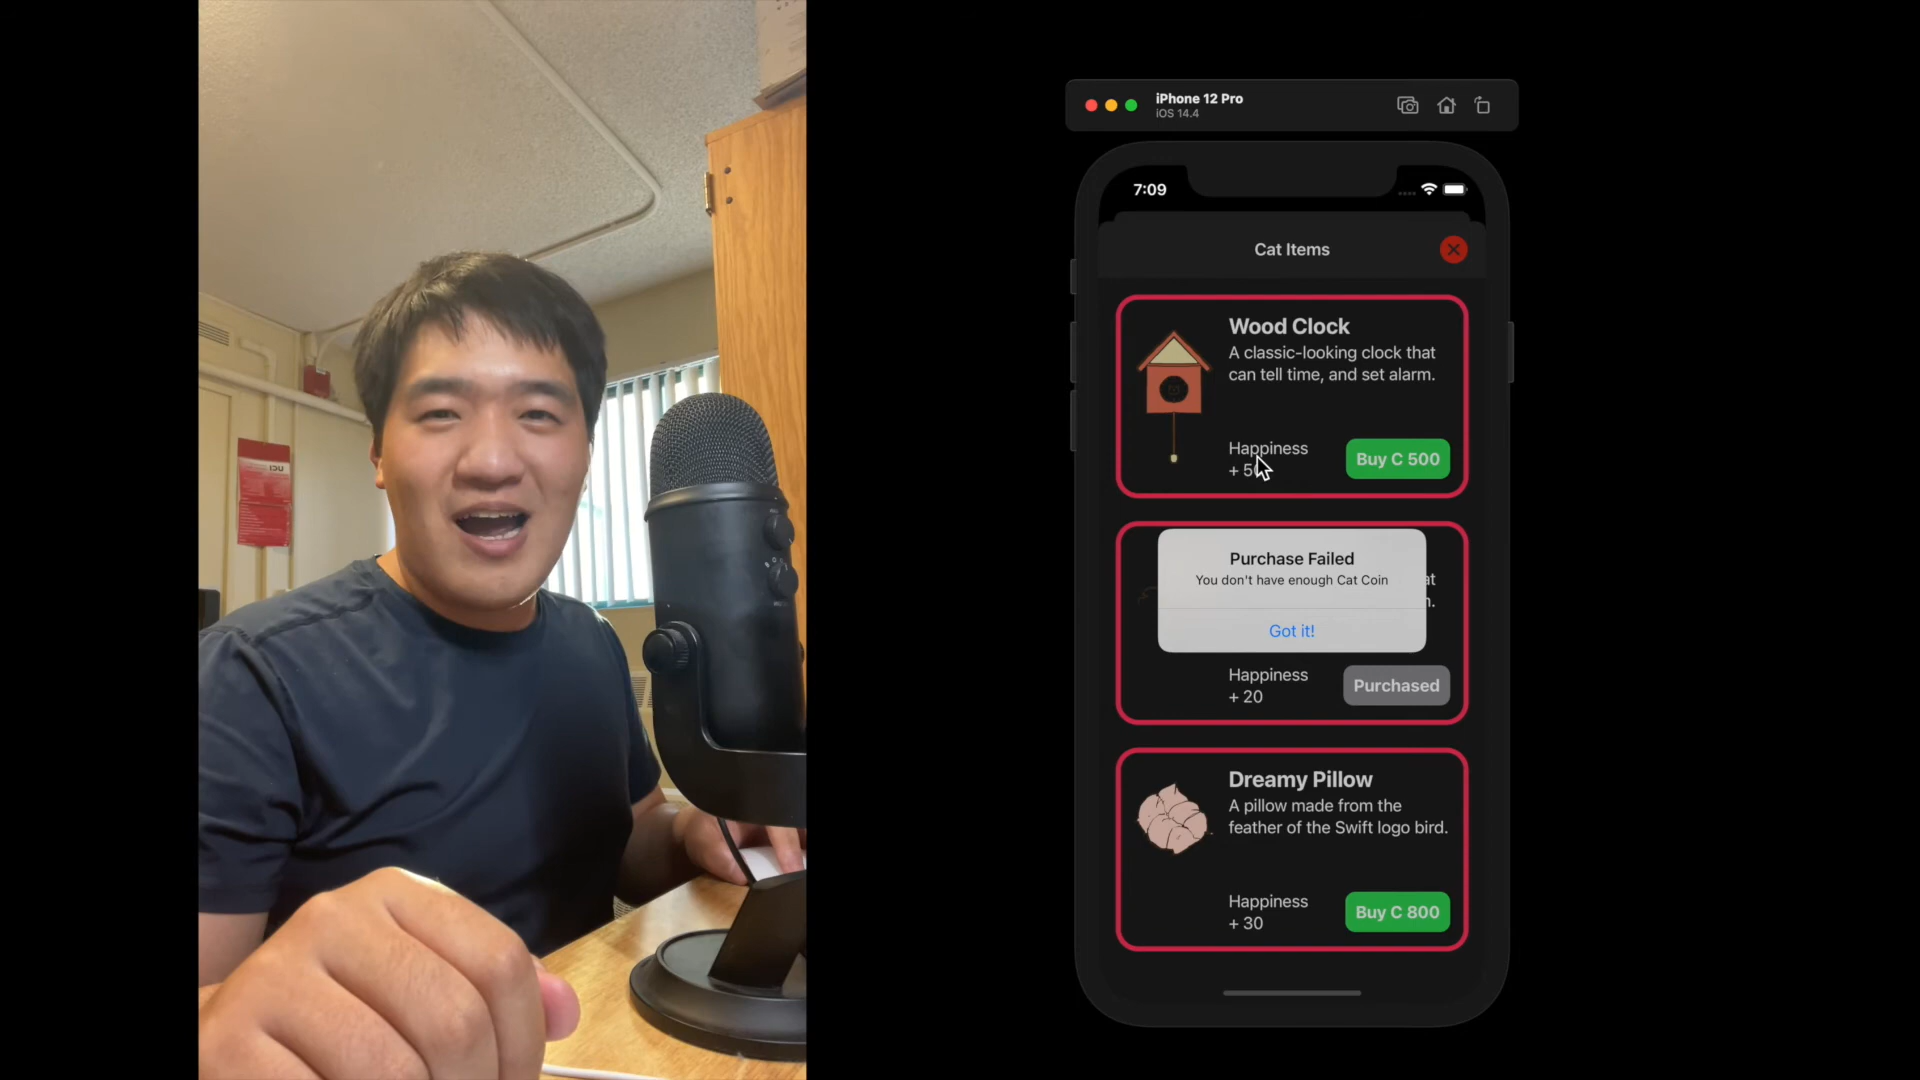 UCI
iPhone 12 Pro
iOS 14.4
7:09
Cat Items
Wood Clock
A classic-looking clock that
can tell time, and set alarm.
Happiness
+ 50
Buy C 500
Purchase Failed
You don't have enough Cat Coin
Got it!
Happiness
+ 20
Purchased
Dreamy Pillow
A pillow made from the
feather of the Swift logo bird.
Happiness
+ 30
Buy C 800